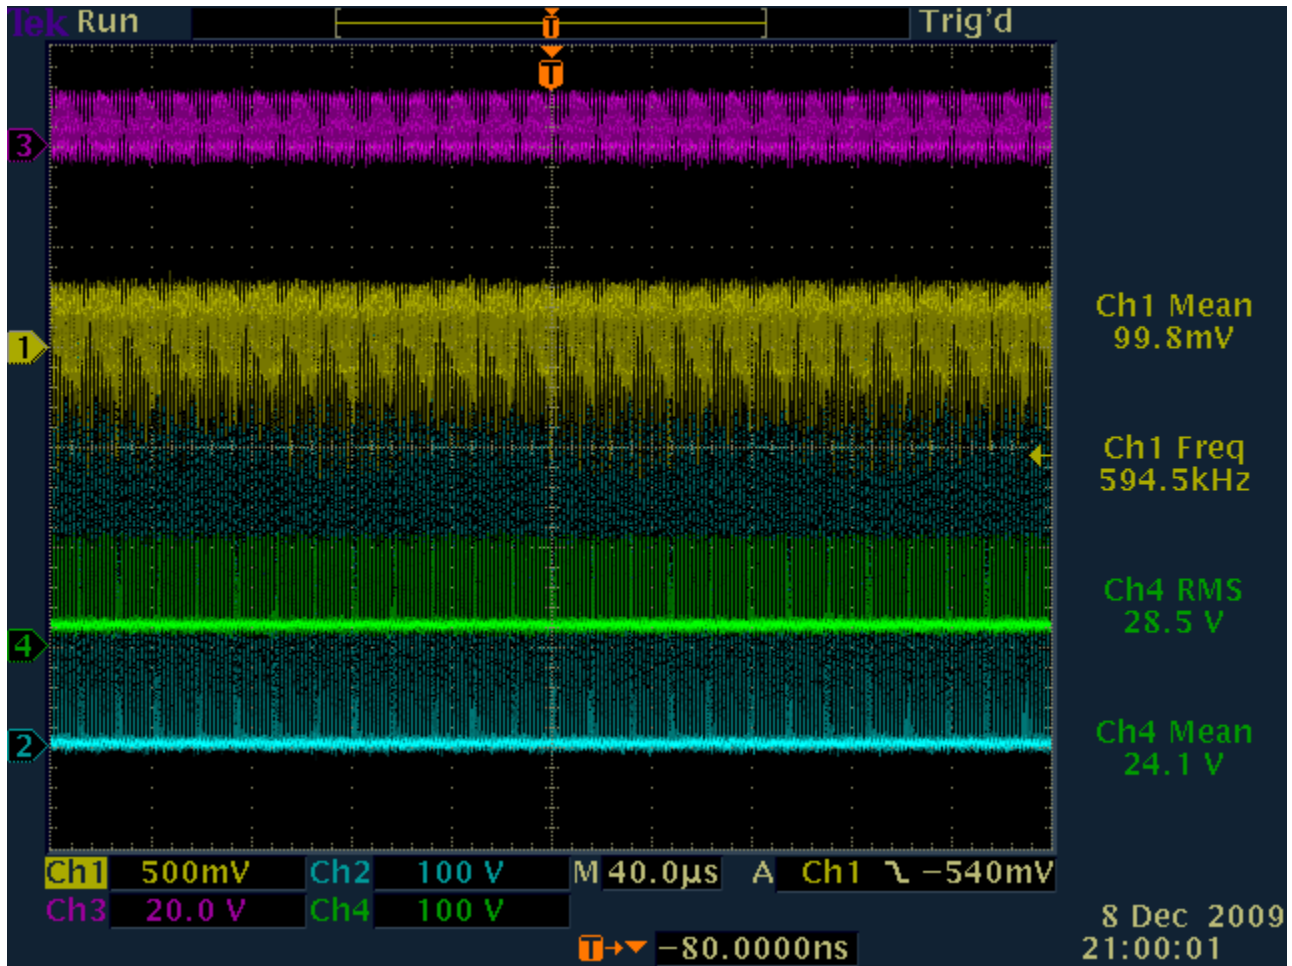 Tek Run Trig'd
T
T
3
1
Ch1 Mean
99.8mV
Ch1 Freq
594.5kHz
Ch4 RMS
28.5 V
4
Ch4 Mean
24.1 V
2
Ch1 500mV Ch2 100 V M 40.0µs A Ch1 −540mV
Ch3 20.0 V Ch4 100 V
T→▼ −80.0000ns
8 Dec 2009
21:00:01